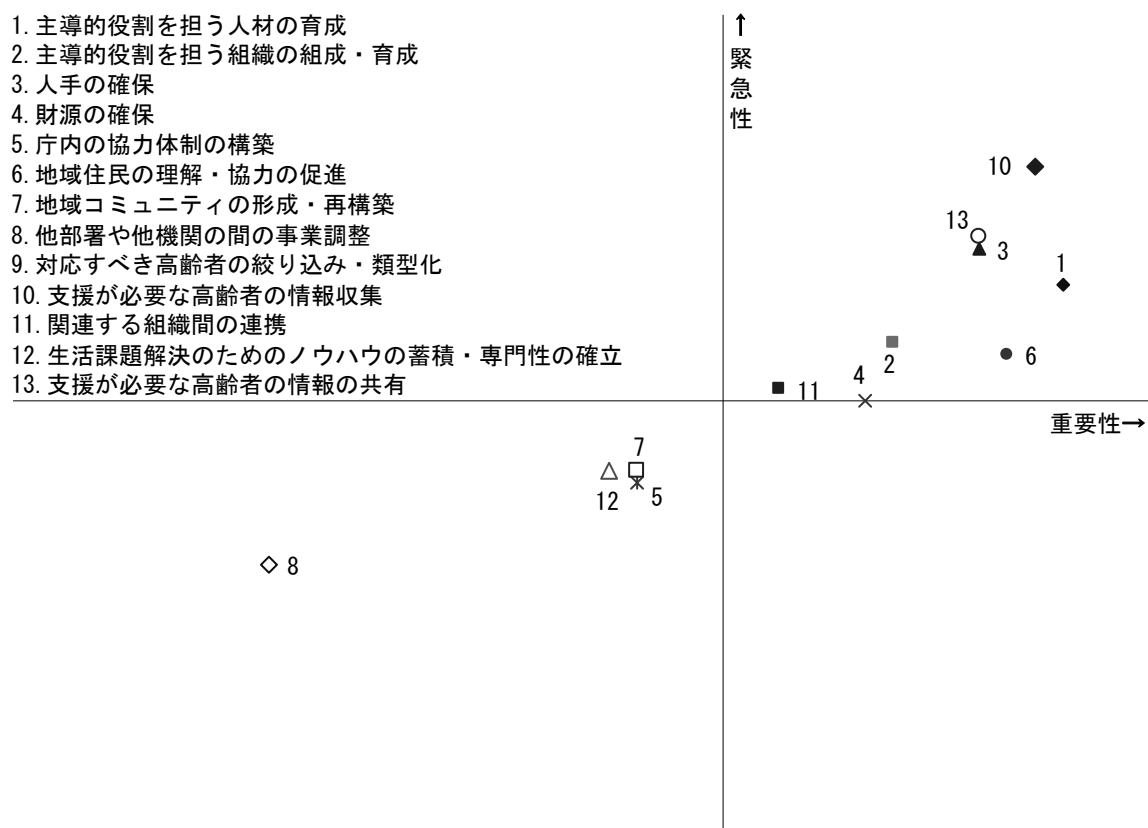 1. 主導的役割を担う人材の育成
2. 主導的役割を担う組織の組成・育成
3. 人手の確保
4. 財源の確保
5. 庁内の協力体制の構築
6. 地域住民の理解・協力の促進
7. 地域コミュニティの形成・再構築
8. 他部署や他機関の間の事業調整
9. 対応すべき高齢者の絞り込み・類型化
10. 支援が必要な高齢者の情報収集
11. 関連する組織間の連携
12. 生活課題解決のためのノウハウの蓄積・専門性の確立
13. 支援が必要な高齢者の情報の共有
↑緊急性
10
13
3
1
2
6
4
11
重要性→
7
12
5
8